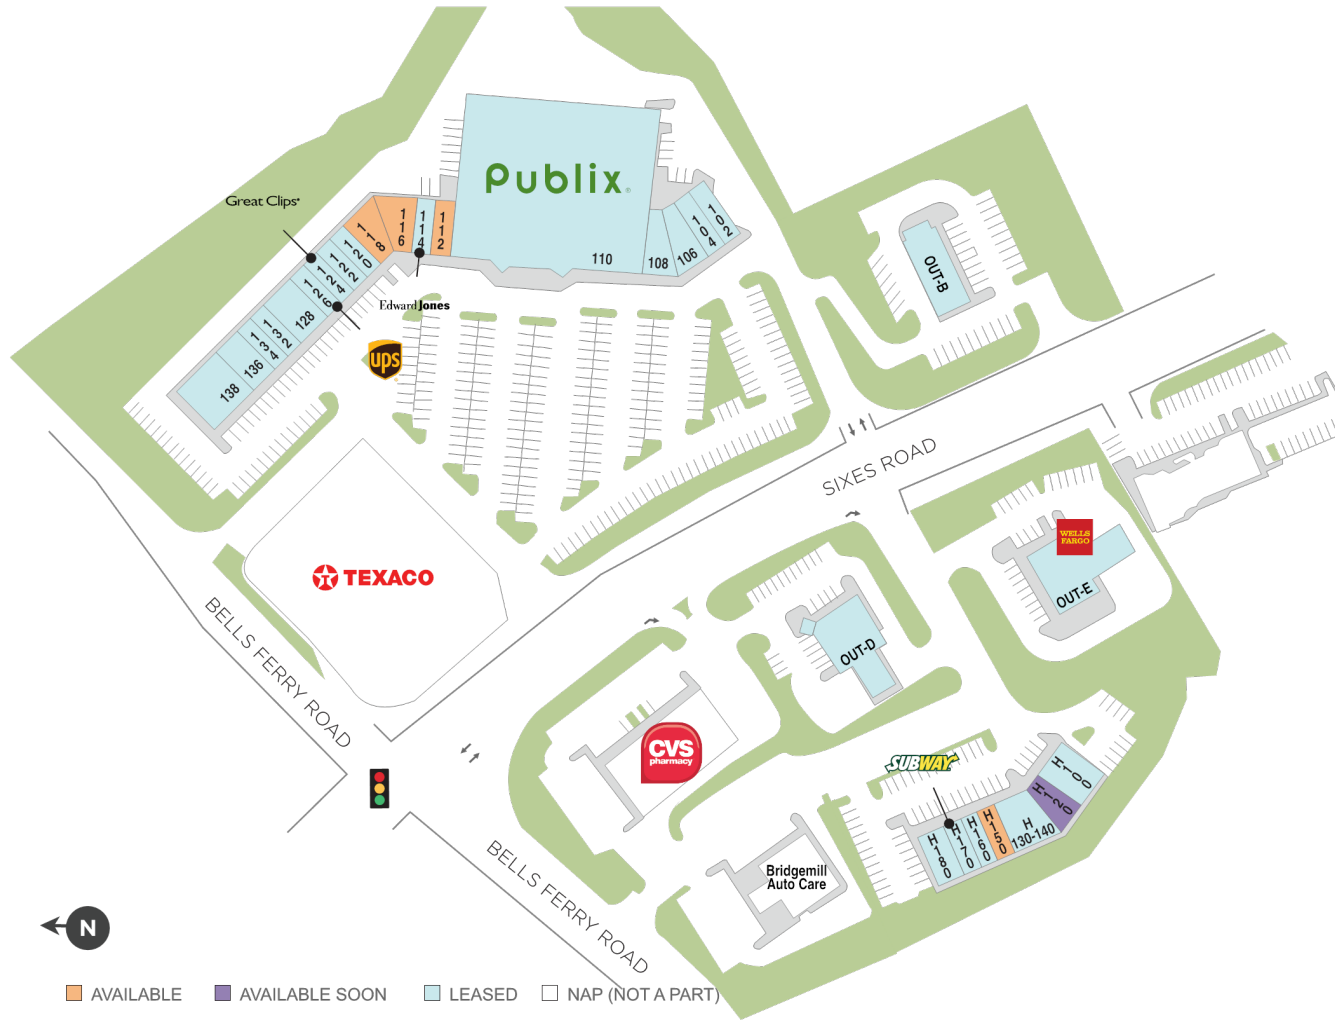 Publix®
Great Clips®
118
116
114
112
110
108
106
104
102
120
122
124
126
128
132
134
136
138
Edward Jones
ups
OUT-B
SIXES ROAD
WELLS
FARGO
OUT-E
TEXACO
OUT-D
BELLS FERRY ROAD
CVS
pharmacy
SUBWAY
H100
H120
H
130-140
H150
H160
H170
H180
Bridgemill
Auto Care
BELLS FERRY ROAD
N
AVAILABLE
AVAILABLE SOON
LEASED
NAP (NOT A PART)